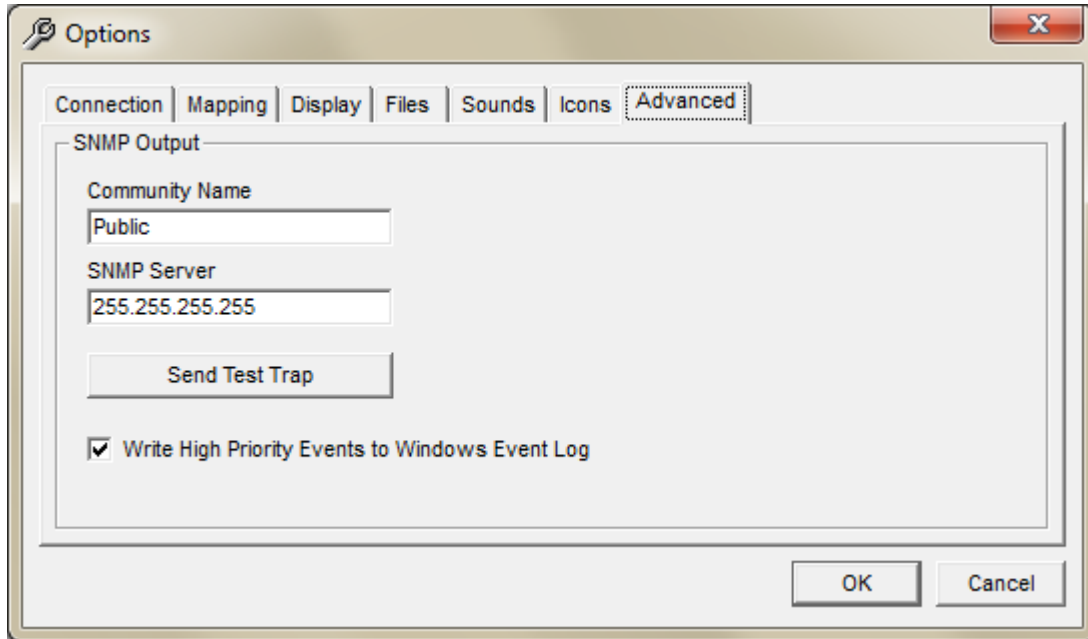 Options
Connection Mapping Display Files Sounds Icons Advanced
SNMP Output
Community Name
Public
SNMP Server
255.255.255.255
Send Test Trap
Write High Priority Events to Windows Event Log
OK Cancel